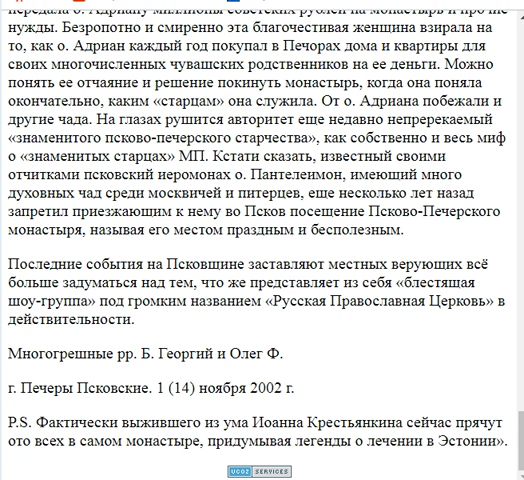 передала о. Адриану миллионы советских рублей на монастырь и прочие
нужды. Безропотно и смиренно эта благочестивая женщина взирала на
то, как о. Адриан каждый год покупал в Печорах дома и квартиры для
своих многочисленных чувашских родственников на ее деньги. Можно
понять ее отчаяние и решение покинуть монастырь, когда она поняла
окончательно, каким «старцам» она служила. От о. Адриана побежали и
другие чада. На глазах рушится авторитет еще недавно непререкаемого
«знаменитого псково-печерского старчества», как собственно и весь миф
о «знаменитых старцах» МП. Кстати сказать, известный своими
отчитками псковский иеромонах о. Пантелеимон, имеющий много
духовных чад среди москвичей и питерцев, еще несколько лет назад
запретил приезжающим к нему во Псков посещение Псково-Печерского
монастыря, называя его местом праздным и бесполезным.
Последние события на Псковщине заставляют местных верующих всё
больше задуматься над тем, что же представляет из себя «блестящая
шоу-группа» под громким названием «Русская Православная Церковь» в
действительности.
Многогрешные рр. Б. Георгий и Олег Ф.
г. Печеры Псковские. 1 (14) ноября 2002 г.
P.S. Фактически выжившего из ума Иоанна Крестьянкина сейчас прячут
ото всех в самом монастыре, придумывая легенды о лечении в Эстонии».
UCOZ SERVICES